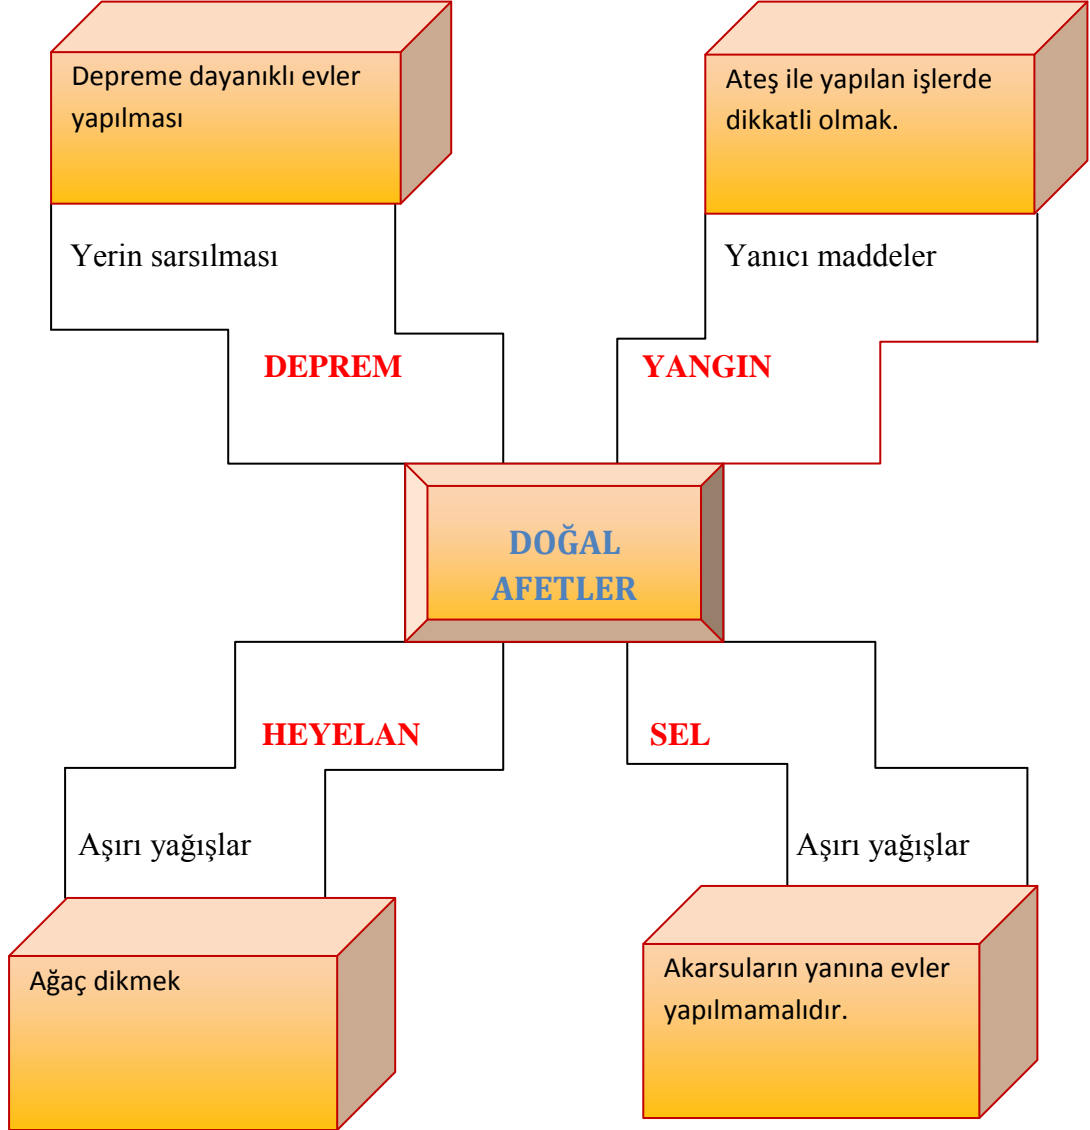 Depreme dayanıklı evler
yapılması
Ateş ile yapılan işlerde
dikkatli olmak.
Yerin sarsılması
Yanıcı maddeler
DEPREM
YANGIN
DOĞAL
AFETLER
HEYELAN
SEL
Aşırı yağışlar
Aşırı yağışlar
Ağaç dikmek
Akarsuların yanına evler
yapılmamalıdır.